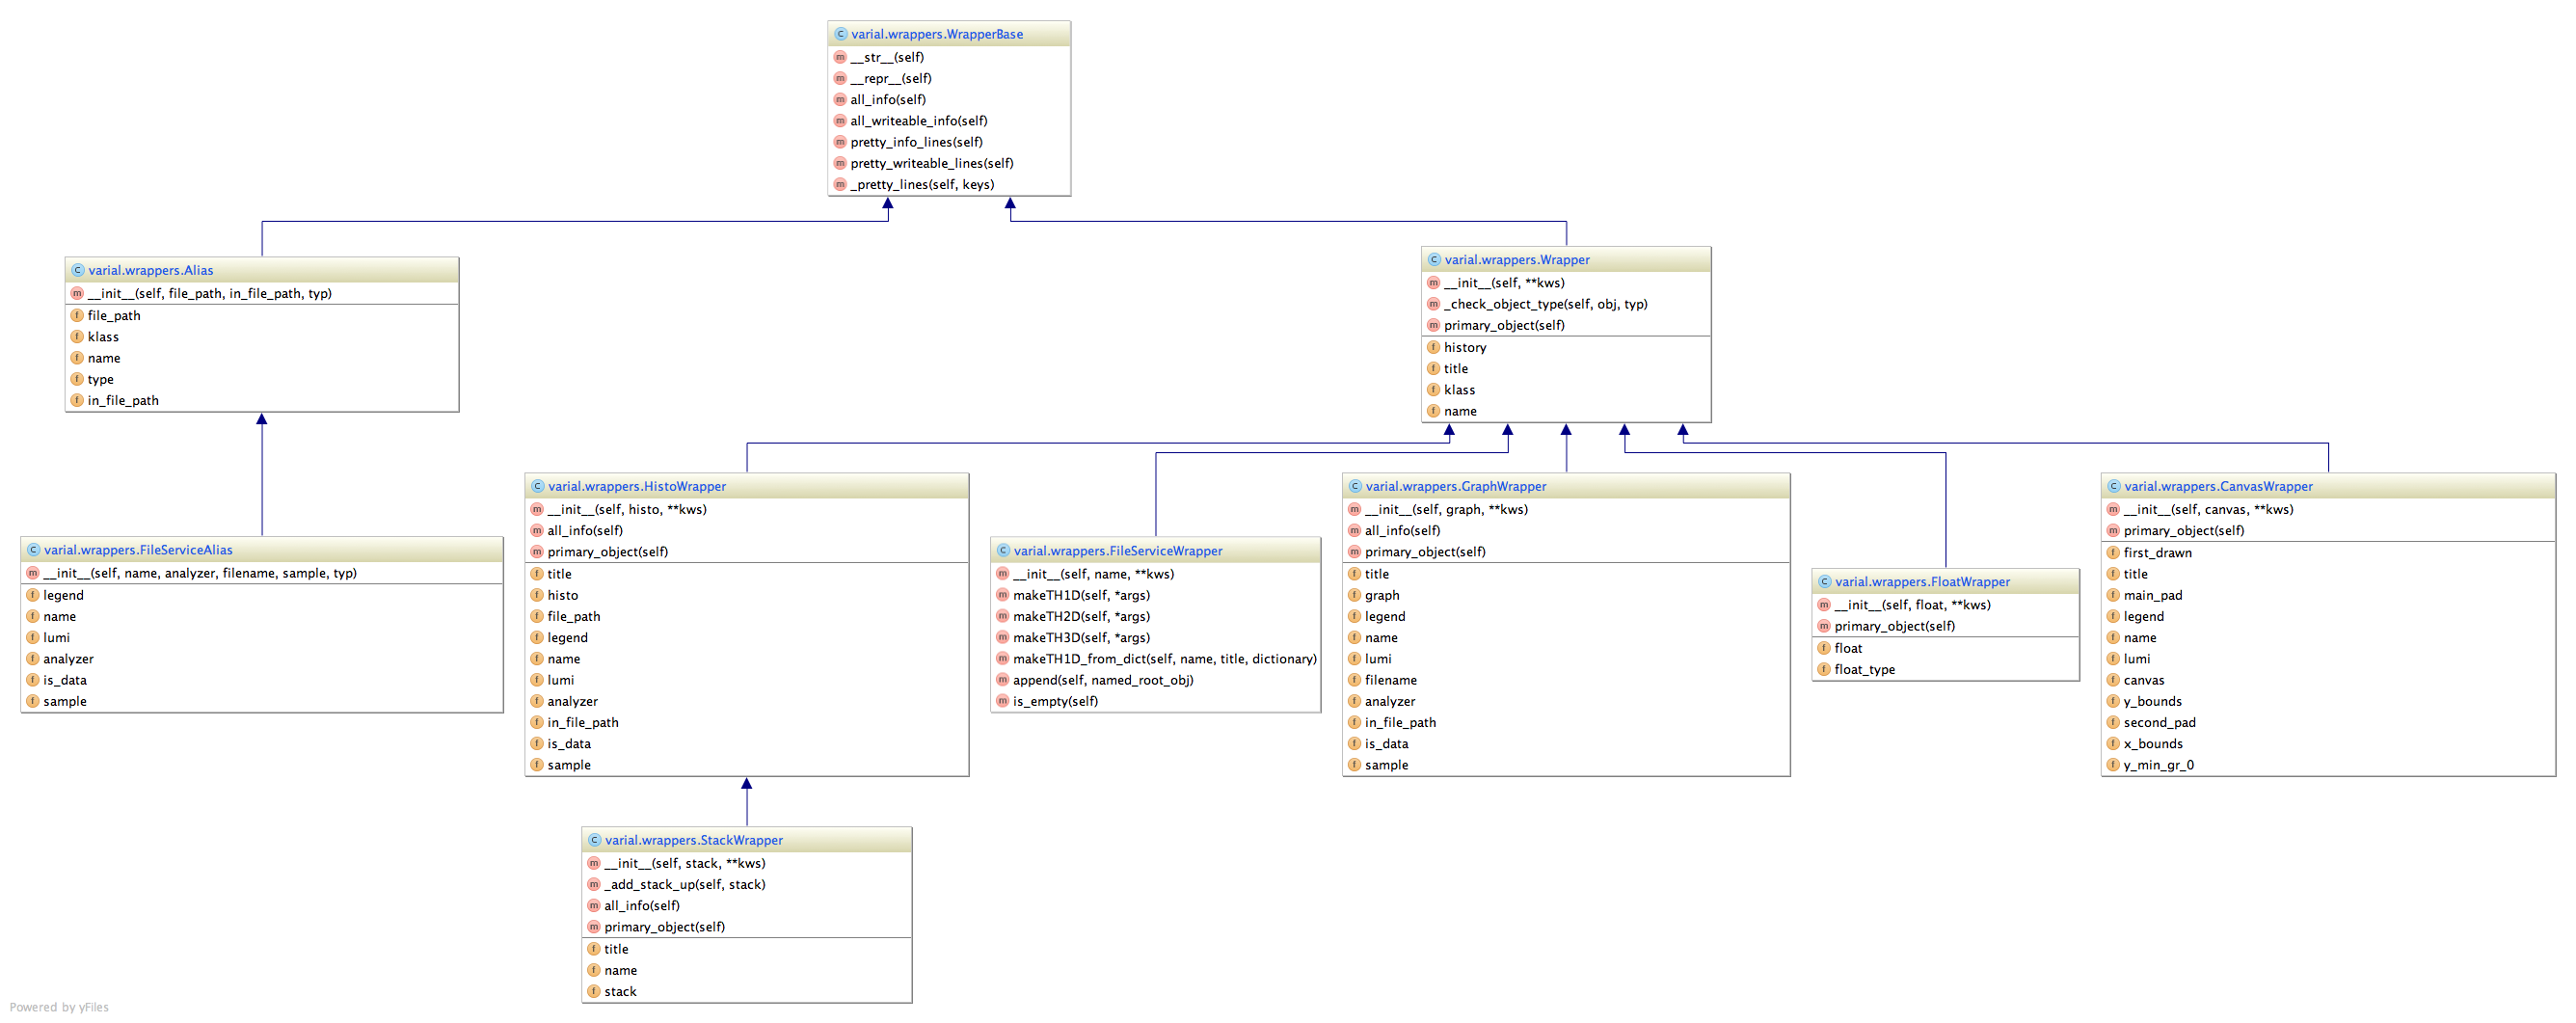 varial.wrappers.WrapperBase
__str__(self)
__repr__(self)
all_info(self)
all_writeable_info(self)
pretty_info_lines(self)
pretty_writeable_lines(self)
_pretty_lines(self, keys)
varial.wrappers.Alias
__init__(self, file_path, in_file_path, typ)
file_path
klass
name
type
in_file_path
varial.wrappers.Wrapper
__init__(self, **kws)
_check_object_type(self, obj, typ)
primary_object(self)
history
title
klass
name
varial.wrappers.FileServiceAlias
__init__(self, name, analyzer, filename, sample, typ)
legend
name
lumi
analyzer
is_data
sample
varial.wrappers.HistoWrapper
__init__(self, histo, **kws)
all_info(self)
primary_object(self)
title
histo
file_path
legend
name
lumi
analyzer
in_file_path
is_data
sample
varial.wrappers.FileServiceWrapper
__init__(self, name, **kws)
makeTH1D(self, *args)
makeTH2D(self, *args)
makeTH3D(self, *args)
makeTH1D_from_dict(self, name, title, dictionary)
append(self, named_root_obj)
is_empty(self)
varial.wrappers.GraphWrapper
__init__(self, graph, **kws)
all_info(self)
primary_object(self)
title
graph
legend
name
lumi
filename
analyzer
in_file_path
is_data
sample
varial.wrappers.FloatWrapper
__init__(self, float, **kws)
primary_object(self)
float
float_type
varial.wrappers.CanvasWrapper
__init__(self, canvas, **kws)
primary_object(self)
first_drawn
title
main_pad
legend
name
lumi
canvas
y_bounds
second_pad
x_bounds
y_min_gr_0
varial.wrappers.StackWrapper
__init__(self, stack, **kws)
_add_stack_up(self, stack)
all_info(self)
primary_object(self)
title
name
stack
Powered by yFiles